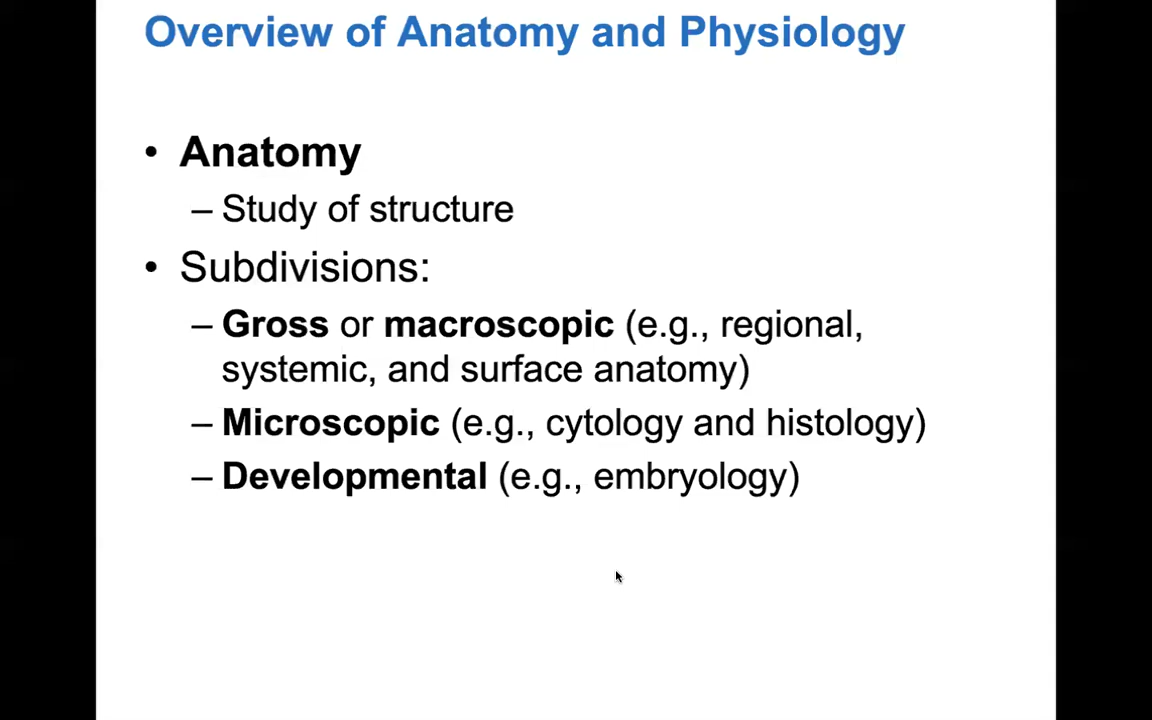 Overview of Anatomy and Physiology
• Anatomy
– Study of structure
• Subdivisions:
– Gross or macroscopic (e.g., regional,
systemic, and surface anatomy)
– Microscopic (e.g., cytology and histology)
– Developmental (e.g., embryology)